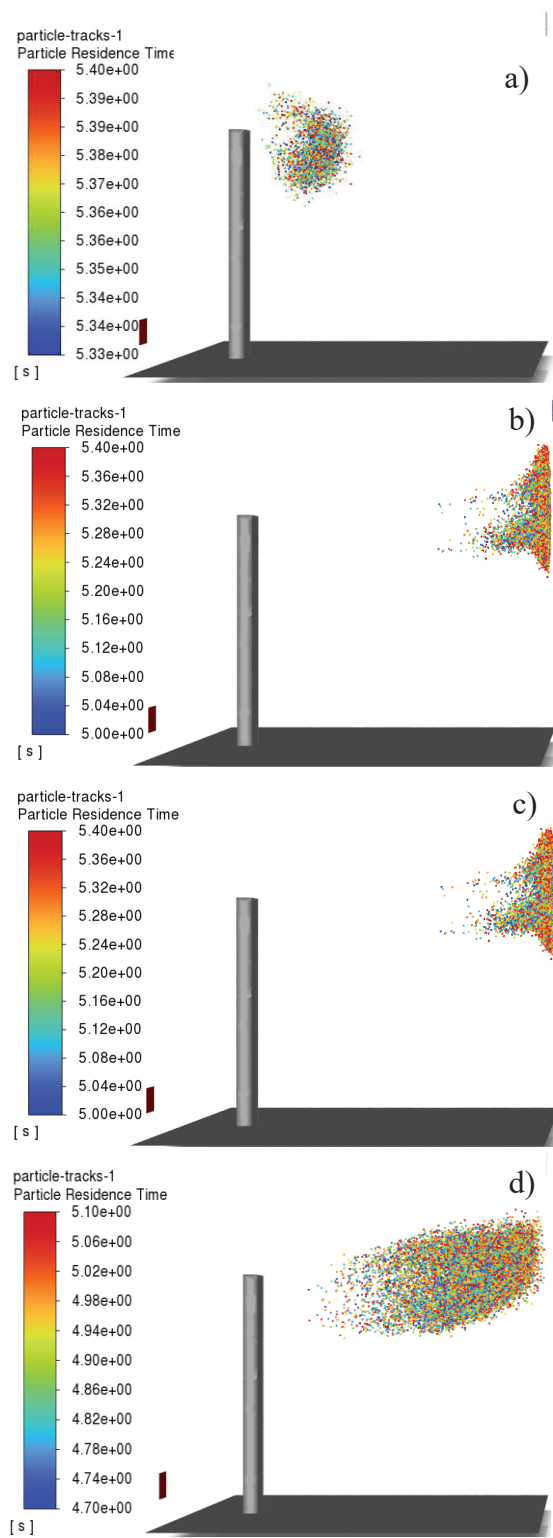 particle-tracks-1
Particle Residence Time
a)
5.40e+00
5.39e+00
5.39e+00
5.38e+00
5.37e+00
5.36e+00
5.35e+00
5.34e+00
5.34e+00
5.33e+00
[ s ]
particle-tracks-1
Particle Residence Time
b)
5.40e+00
5.36e+00
5.32e+00
5.28e+00
5.24e+00
5.20e+00
5.16e+00
5.12e+00
5.08e+00
5.04e+00
5.00e+00
[ s ]
particle-tracks-1
Particle Residence Time
c)
5.40e+00
5.36e+00
5.32e+00
5.28e+00
5.24e+00
5.20e+00
5.16e+00
5.12e+00
5.08e+00
5.04e+00
5.00e+00
[ s ]
particle-tracks-1
Particle Residence Time
d)
5.10e+00
5.06e+00
5.02e+00
4.98e+00
4.94e+00
4.90e+00
4.86e+00
4.82e+00
4.78e+00
4.74e+00
4.70e+00
[ s ]